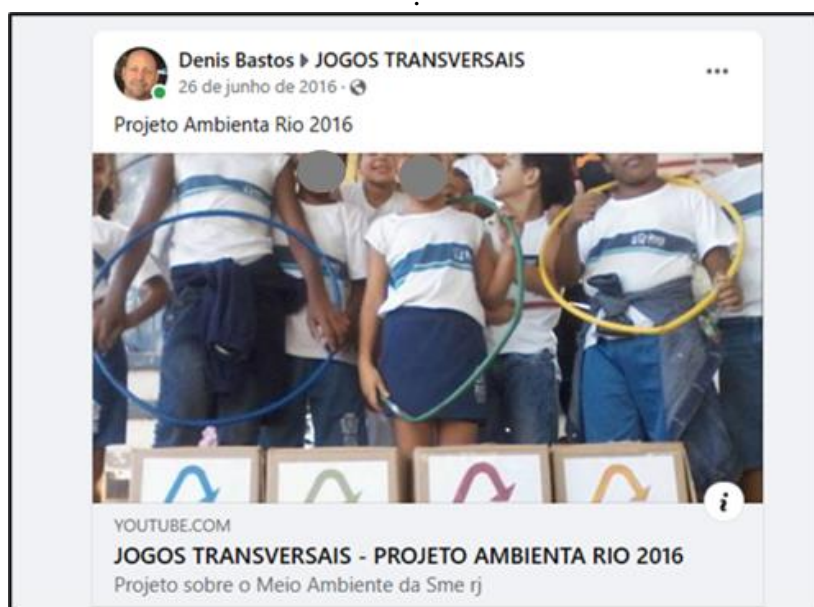 Denis Bastos ▸ JOGOS TRANSVERSAIS
26 de junho de 2016 ·
Projeto Ambienta Rio 2016
YOUTUBE.COM
JOGOS TRANSVERSAIS - PROJETO AMBIENTA RIO 2016
Projeto sobre o Meio Ambiente da Sme rj